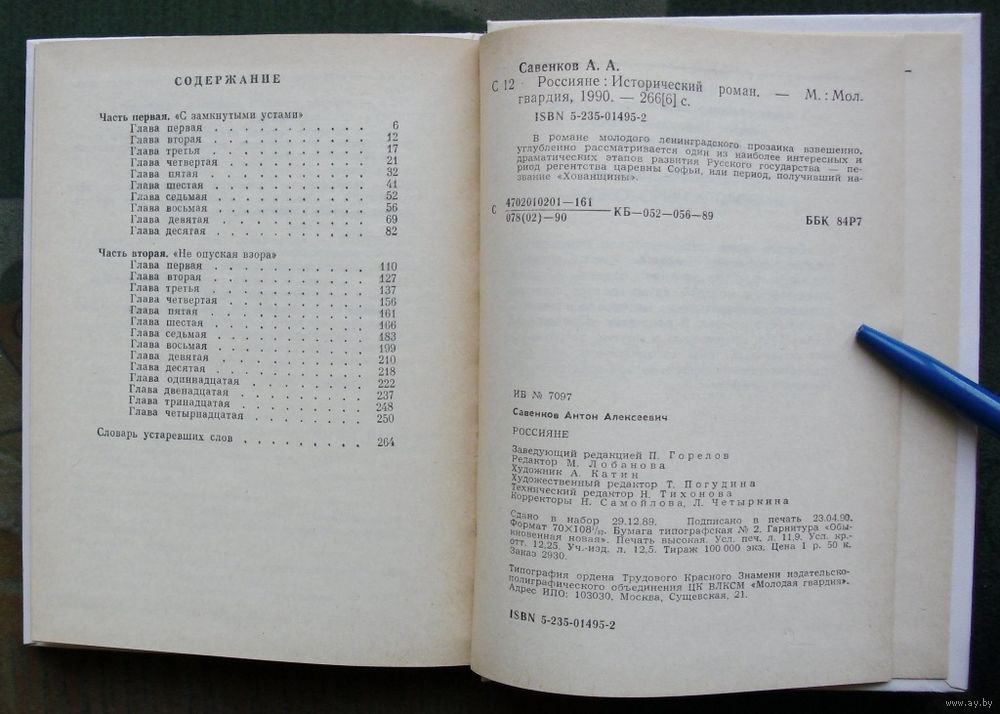 СОДЕРЖАНИЕ
Часть первая. «С замкнутыми устами»
Глава первая . . . . . . . . . . . 6
Глава вторая . . . . . . . . . . . 12
Глава третья . . . . . . . . . . . 17
Глава четвертая . . . . . . . . . . 21
Глава пятая . . . . . . . . . . . 32
Глава шестая . . . . . . . . . . . 41
Глава седьмая . . . . . . . . . . 52
Глава восьмая . . . . . . . . . . 56
Глава девятая . . . . . . . . . . 69
Глава десятая . . . . . . . . . . 82
Часть вторая. «Не опуская взора»
Глава первая . . . . . . . . . . . 110
Глава вторая . . . . . . . . . . . 127
Глава третья . . . . . . . . . . . 137
Глава четвертая . . . . . . . . . . 156
Глава пятая . . . . . . . . . . . 161
Глава шестая . . . . . . . . . . . 166
Глава седьмая . . . . . . . . . . 183
Глава восьмая . . . . . . . . . . 199
Глава девятая . . . . . . . . . . 210
Глава десятая . . . . . . . . . . 218
Глава одиннадцатая . . . . . . . . 222
Глава двенадцатая . . . . . . . . . 237
Глава тринадцатая . . . . . . . . . 248
Глава четырнадцатая . . . . . . . . 250
Словарь устаревших слов . . . . . . . . 264
Савенков А. А.
С 12 Россияне : Исторический роман. — М. : Мол.
гвардия, 1990. — 266[6] с.
ISBN 5-235-01495-2
В романе молодого ленинградского прозаика взвешенно,
углубленно рассматривается один из наиболее интересных и
драматических этапов развития Русского государства — пе-
риод регентства царевны Софьи, или период, получивший на-
звание «Хованщины».
С 4702010201—161
078(02)—90 КБ—052—056—89
ББК 84Р7
ИБ № 7097
Савенков Антон Алексеевич
РОССИЯНЕ
Заведующий редакцией П. Горелов
Редактор М. Лобанова
Художник А. Катин
Художественный редактор Т. Погудина
Технический редактор Н. Тихонова
Корректоры Н. Самойлова, Л. Четыркина
Сдано в набор 29.12.89. Подписано в печать 23.04.90.
Формат 70×108¹/₃₂. Бумага типографская № 2. Гарнитура «Обы-
кновенная новая». Печать высокая. Усл. печ. л. 11,9. Усл. кр.-
отт. 12,25. Уч.-изд. л. 12,5. Тираж 100 000 экз. Цена 1 р. 50 к.
Заказ 2930.
Типография ордена Трудового Красного Знамени издательско-
полиграфического объединения ЦК ВЛКСМ «Молодая гвардия».
Адрес ИПО: 103030, Москва, Сущевская, 21.
ISBN 5-235-01495-2
www.ay.by